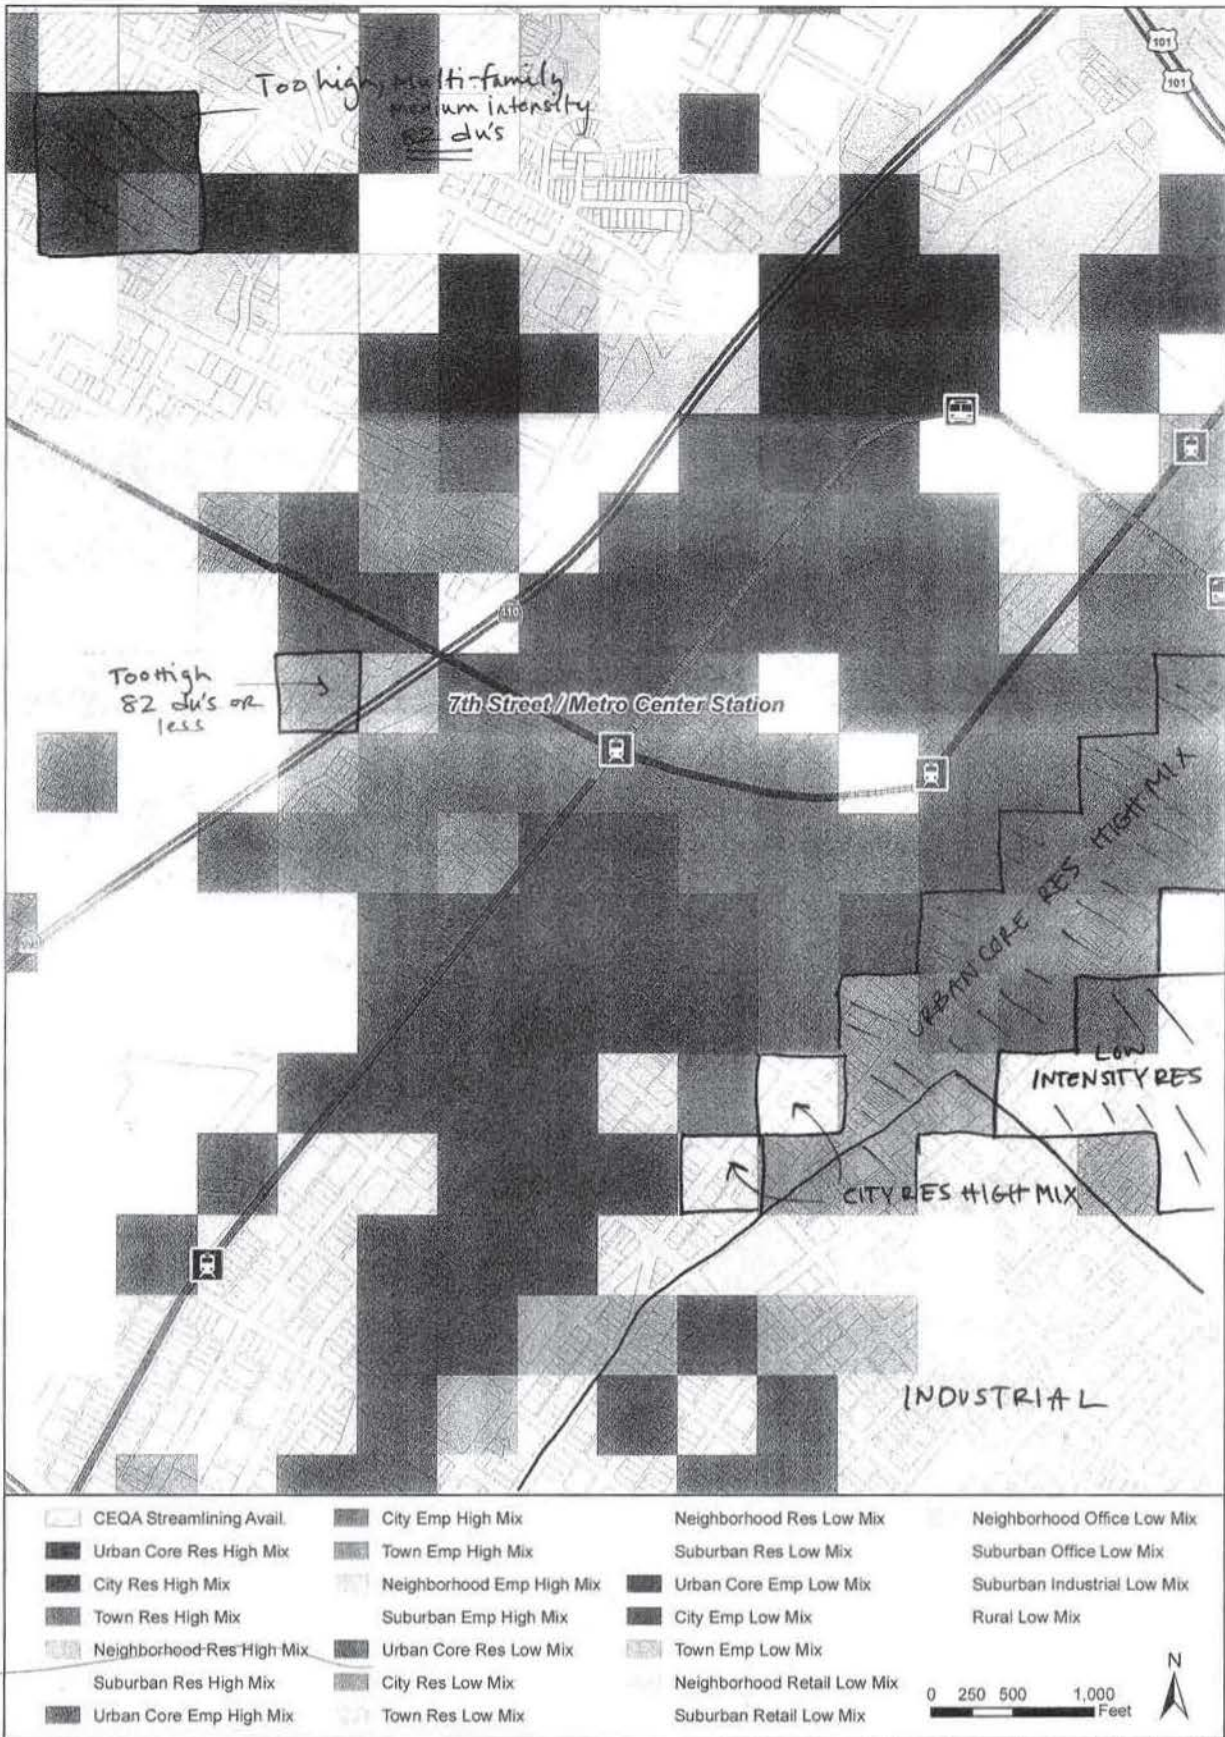 101
101
Too high, Multi-family
medium intensity
82 du's
110
Too High
82 du's or
less
7th Street / Metro Center Station
URBAN CORE RES HIGH MIX
LOW
INTENSITY RES
CITY RES HIGH MIX
INDUSTRIAL
CEQA Streamlining Avail.
Urban Core Res High Mix
City Res High Mix
Town Res High Mix
Neighborhood Res High Mix
Suburban Res High Mix
Urban Core Emp High Mix
City Emp High Mix
Town Emp High Mix
Neighborhood Emp High Mix
Suburban Emp High Mix
Urban Core Res Low Mix
City Res Low Mix
Town Res Low Mix
Neighborhood Res Low Mix
Suburban Res Low Mix
Urban Core Emp Low Mix
City Emp Low Mix
Town Emp Low Mix
Neighborhood Retail Low Mix
Suburban Retail Low Mix
Neighborhood Office Low Mix
Suburban Office Low Mix
Suburban Industrial Low Mix
Rural Low Mix
N
0 250 500 1,000
Feet